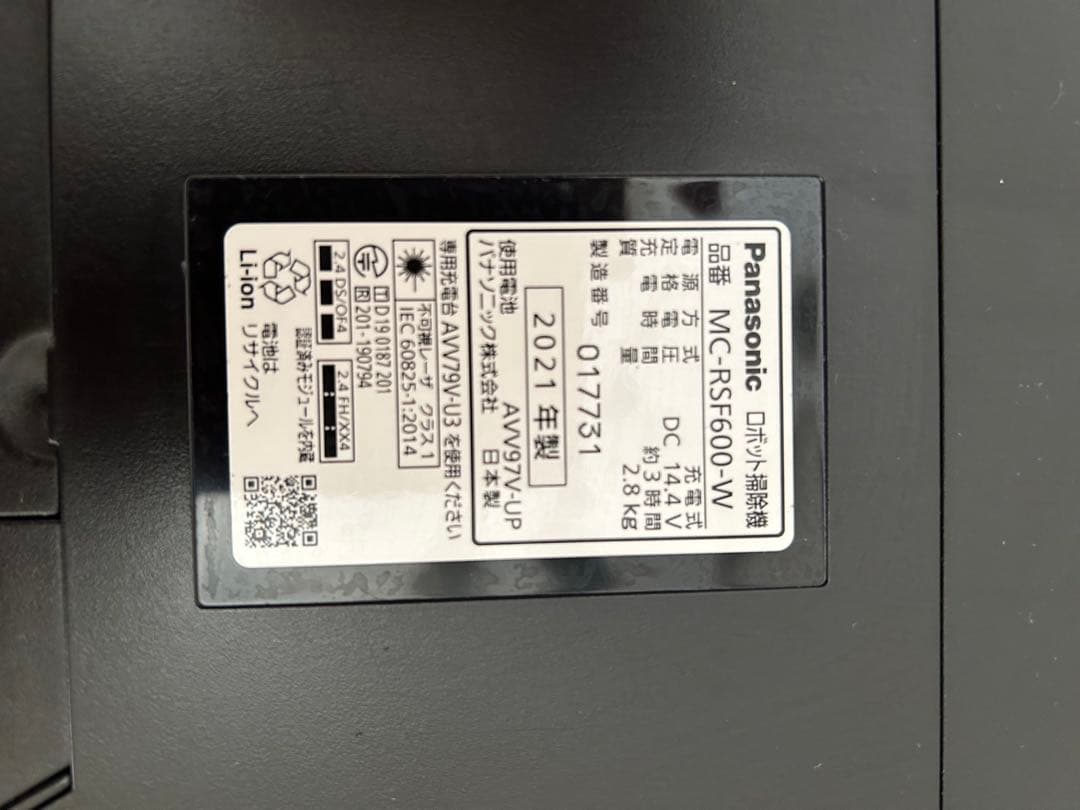 Panasonic ロボット掃除機
品番 MC-RSF600-W
電源方式 充電式
定格電圧 DC 14.4 V
充電時間 約3時間
質量 2.8 kg
製造番号 017731
2021 年製
使用電池 AVV97V-UP
パナソニック株式会社 日本製
専用充電台 AVV79V-U3 を使用ください
不可視レーザ クラス1
IEC 60825-1:2014
T D19 0187 201
R 201-190794
2.4 DS/OF4
2.4 FH/XX4
認証済みモジュールを内蔵
電池は
リサイクルへ
Li-ion